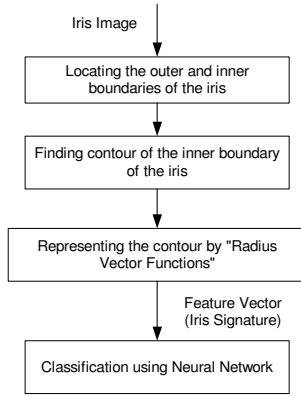 Iris Image
Locating the outer and inner
boundaries of the iris
Finding contour of the inner boundary
of the iris
Representing the contour by "Radius
Vector Functions"
Feature Vector
(Iris Signature)
Classification using Neural Network